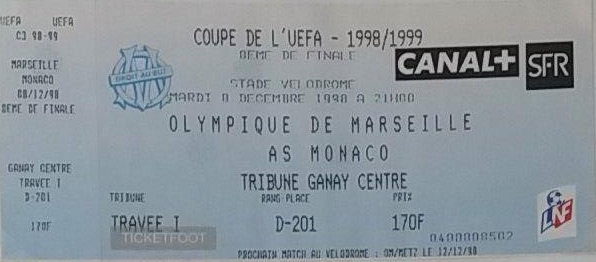 UEFA UEFA
CJ 98-99
MARSEILLE
MONACO
08/12/98
8EME DE FINALE
GANAY CENTRE
TRAVEE I
D-201
170F
COUPE DE L'UEFA - 1998/1999
8EME DE FINALE
CANAL+
SFR
DROIT AU BUT
STADE VELODROME
MARDI 8 DECEMBRE 1998 A 21H00
OLYMPIQUE DE MARSEILLE
AS MONACO
TRIBUNE GANAY CENTRE
TRIBUNE RANG-PLACE PRIX
TRAVEE I D-201 170F
TICKETFOOT
LNF
0400008502
PROCHAIN MATCH AU VELODROME : OM/METZ LE 12/12/98